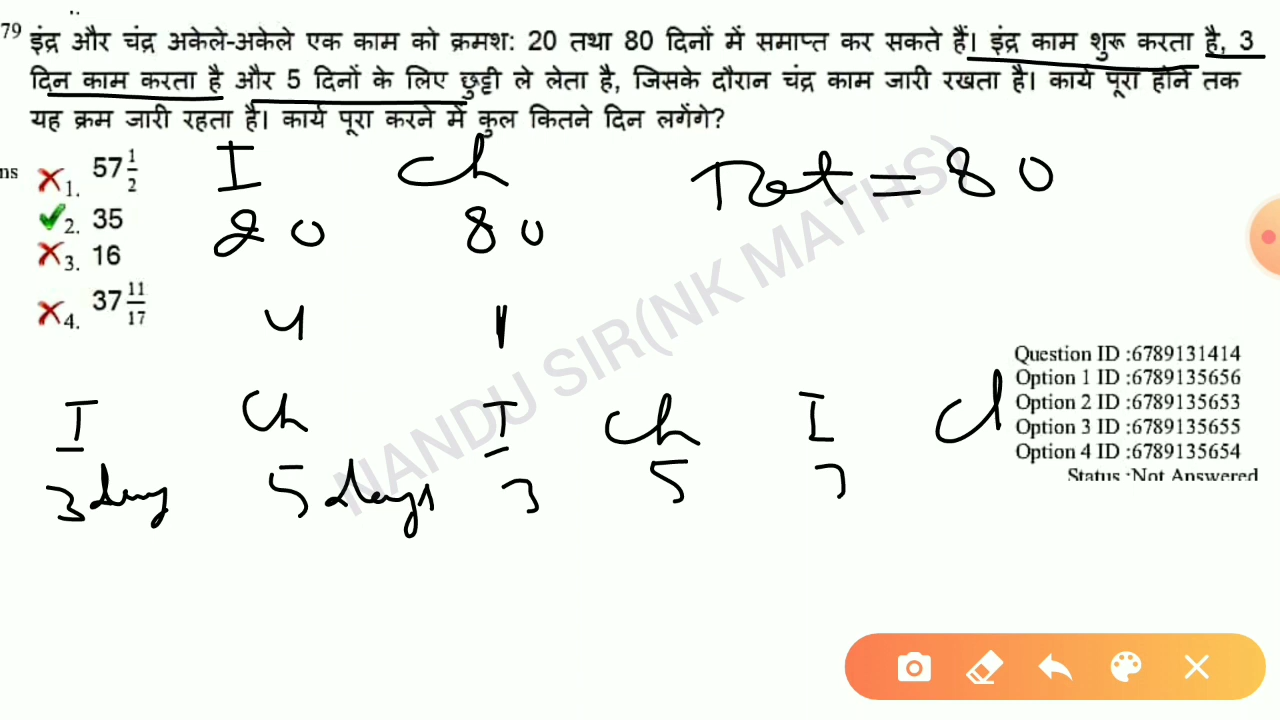 79 इंद्र और चंद्र अकेले-अकेले एक काम को क्रमश: 20 तथा 80 दिनों में समाप्त कर सकते हैं। इंद्र काम शुरू करता है, 3
दिन काम करता है और 5 दिनों के लिए छुट्टी ले लेता है, जिसके दौरान चंद्र काम जारी रखता है। कार्य पूरा होने तक
यह क्रम जारी रहता है। कार्य पूरा करने में कुल कितने दिन लगेंगे?
ns
1. 57 1/2
2. 35
3. 16
4. 37 11/17
I Ch Tot = 80
20 80
4 1
I Ch I Ch I Ch
3 day 5 days 3 5 3
NANDU SIR(NK MATHS)
Question ID :6789131414
Option 1 ID :6789135656
Option 2 ID :6789135653
Option 3 ID :6789135655
Option 4 ID :6789135654
Status :Not Answered